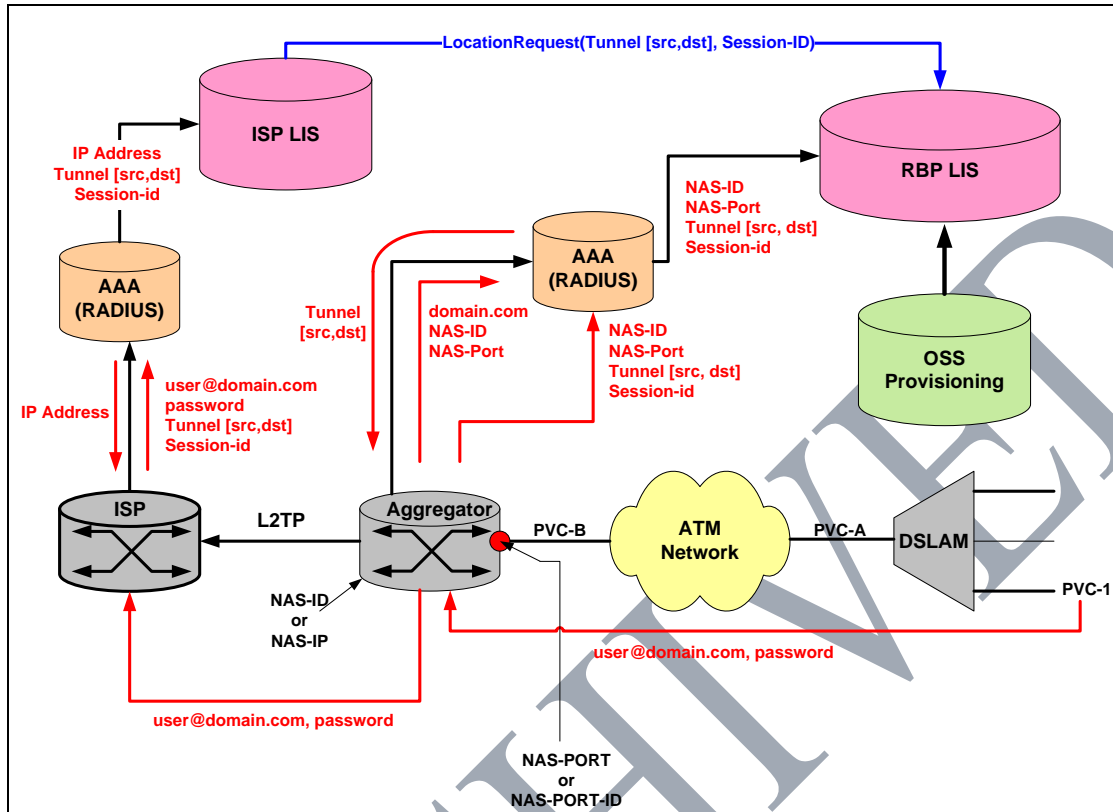 LocationRequest(Tunnel [src,dst], Session-ID)
ISP LIS
RBP LIS
IP Address
Tunnel [src,dst]
Session-id
NAS-ID
NAS-Port
Tunnel [src, dst]
Session-id
AAA
(RADIUS)
AAA
(RADIUS)
Tunnel
[src,dst]
domain.com
NAS-ID
NAS-Port
NAS-ID
NAS-Port
Tunnel [src, dst]
Session-id
OSS
Provisioning
IP Address
user@domain.com
password
Tunnel [src,dst]
Session-id
ISP
L2TP
Aggregator
PVC-B
ATM
Network
PVC-A
DSLAM
PVC-1
NAS-ID
or
NAS-IP
user@domain.com, password
user@domain.com, password
NAS-PORT
or
NAS-PORT-ID